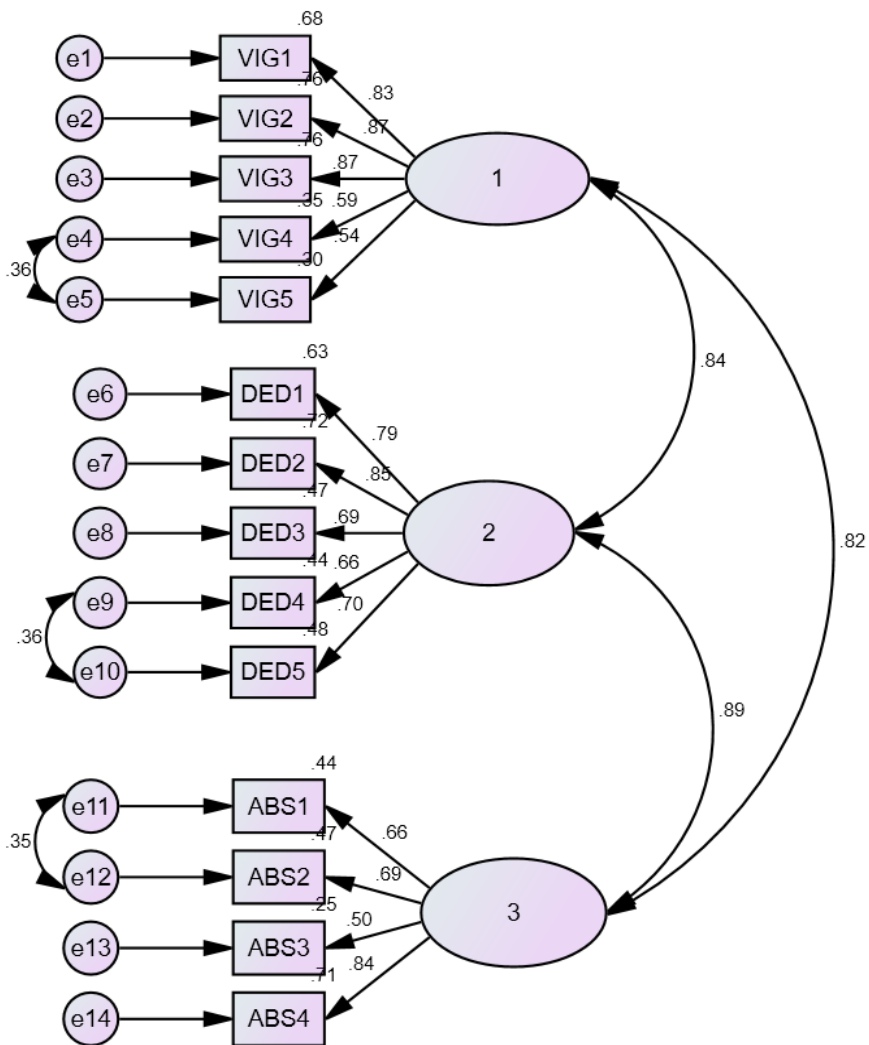 .68
e1 VIG1
.76 .83
e2 VIG2 .87
.76
e3 VIG3 .87 1
.35 .59
e4 VIG4 .54
.36 .30
e5 VIG5
.63 .84
e6 DED1
.72 .79
e7 DED2 .85
.47
e8 DED3 .69 2 .82
.44 .66
e9 DED4 .70
.36 .48
e10 DED5
.89
.44
e11 ABS1
.35 .47 .66
e12 ABS2 .69
.25 3
e13 ABS3 .50
.71 .84
e14 ABS4